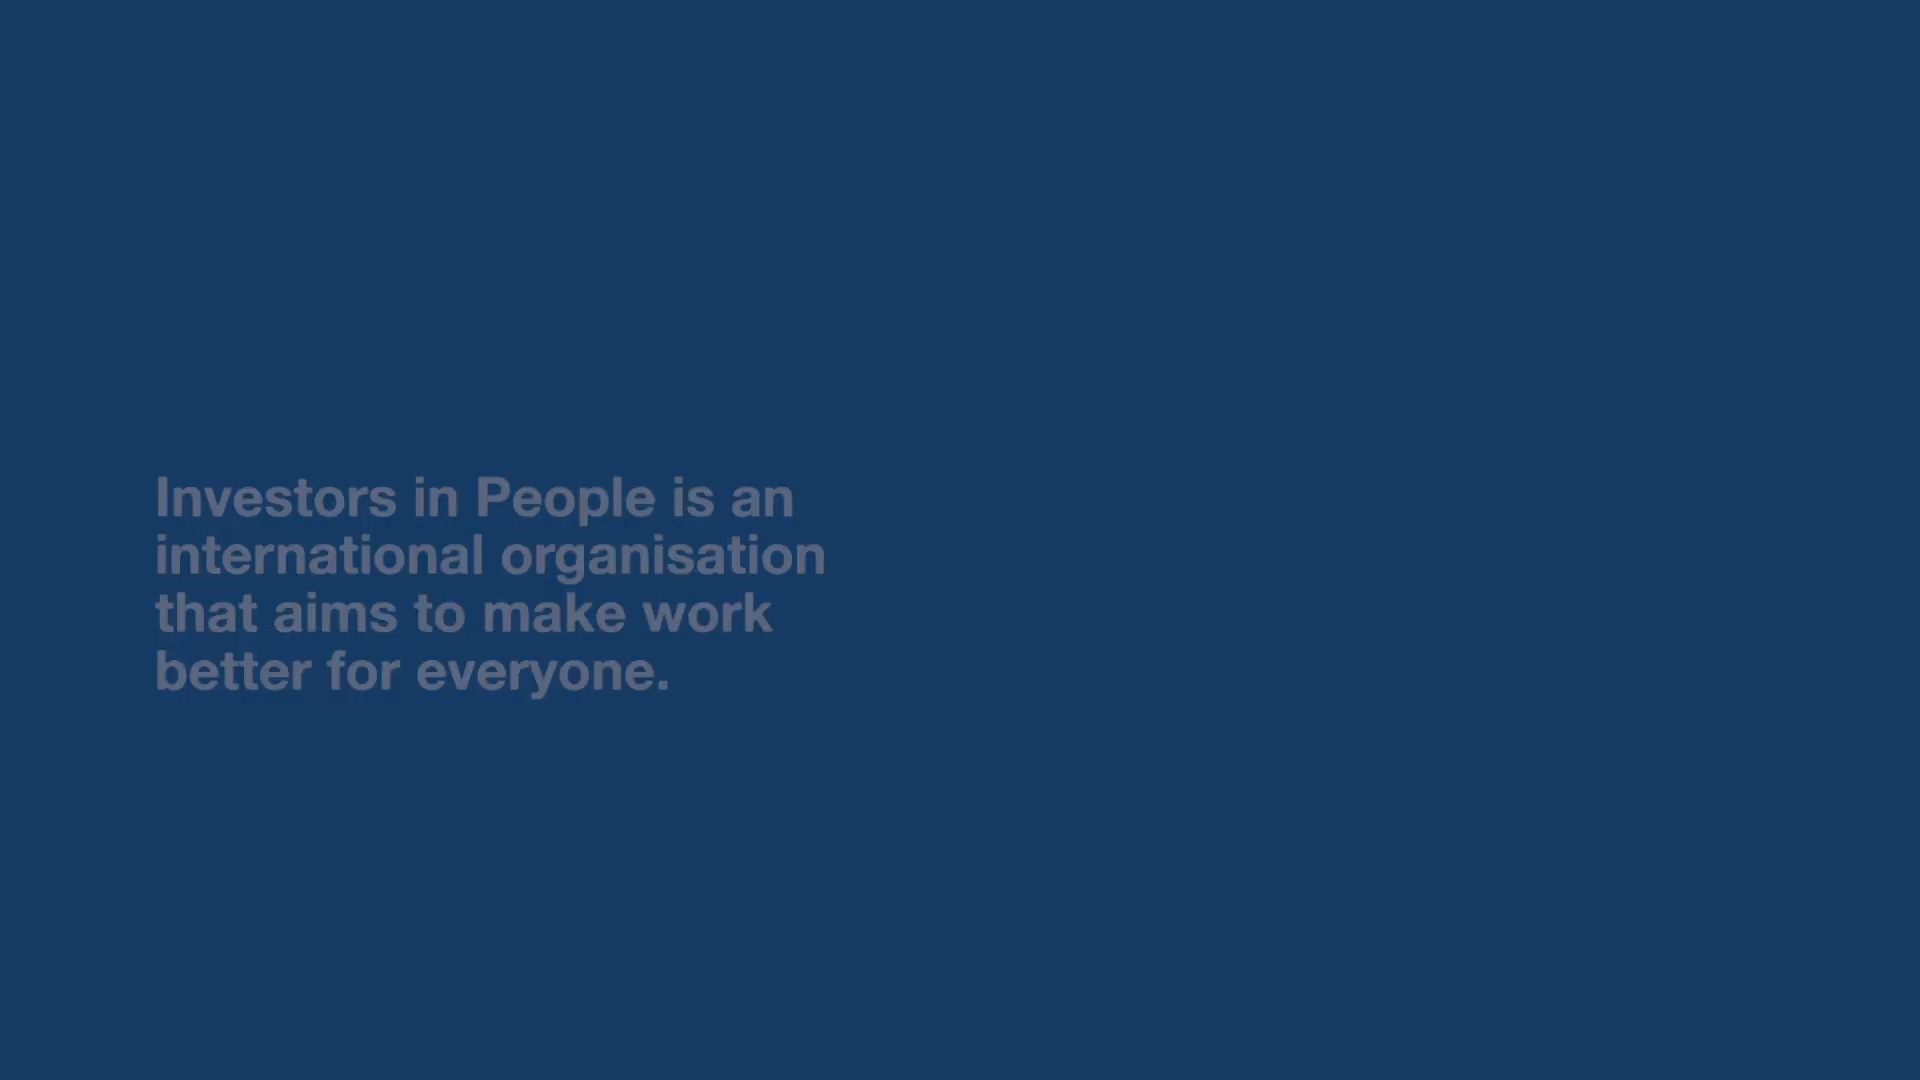 Investors in People is an
international organisation
that aims to make work
better for everyone.